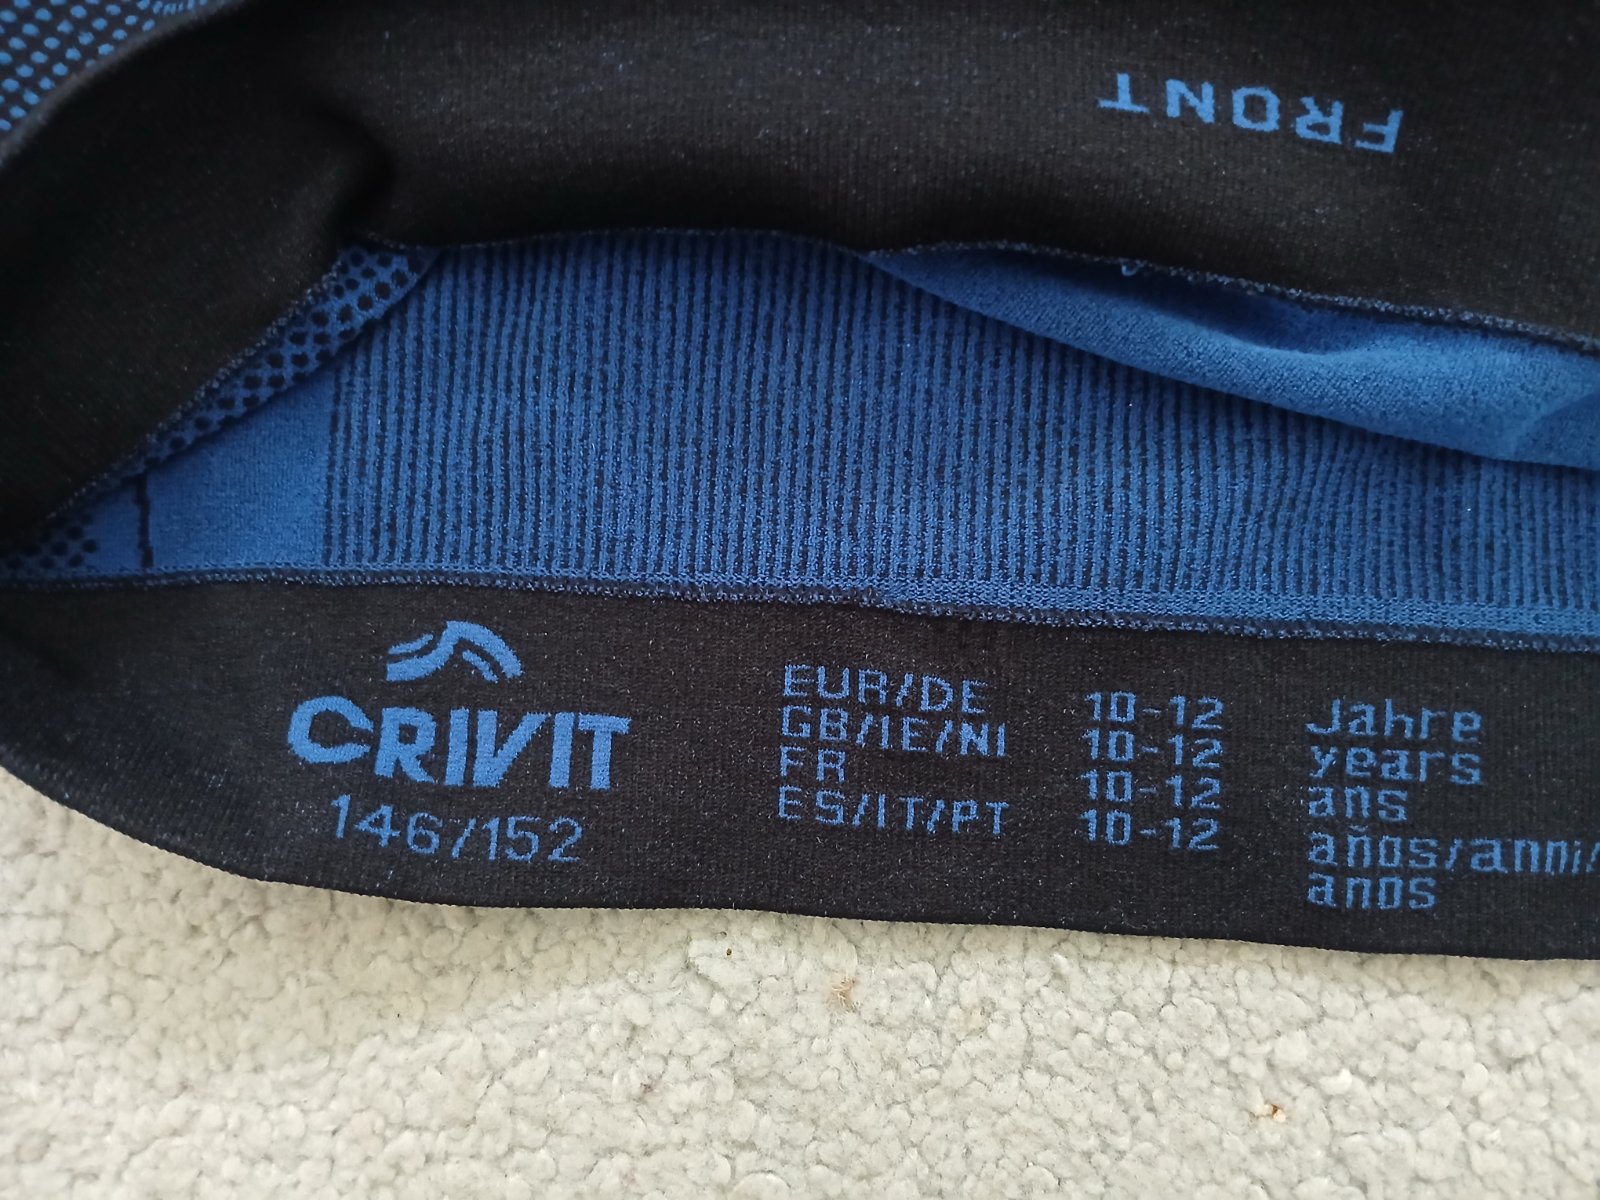 FRONT
CRIVIT
146/152
EUR/DE 10-12 Jahre
GB/IE/NI 10-12 years
FR 10-12 ans
ES/IT/PT 10-12 años/anni/
anos